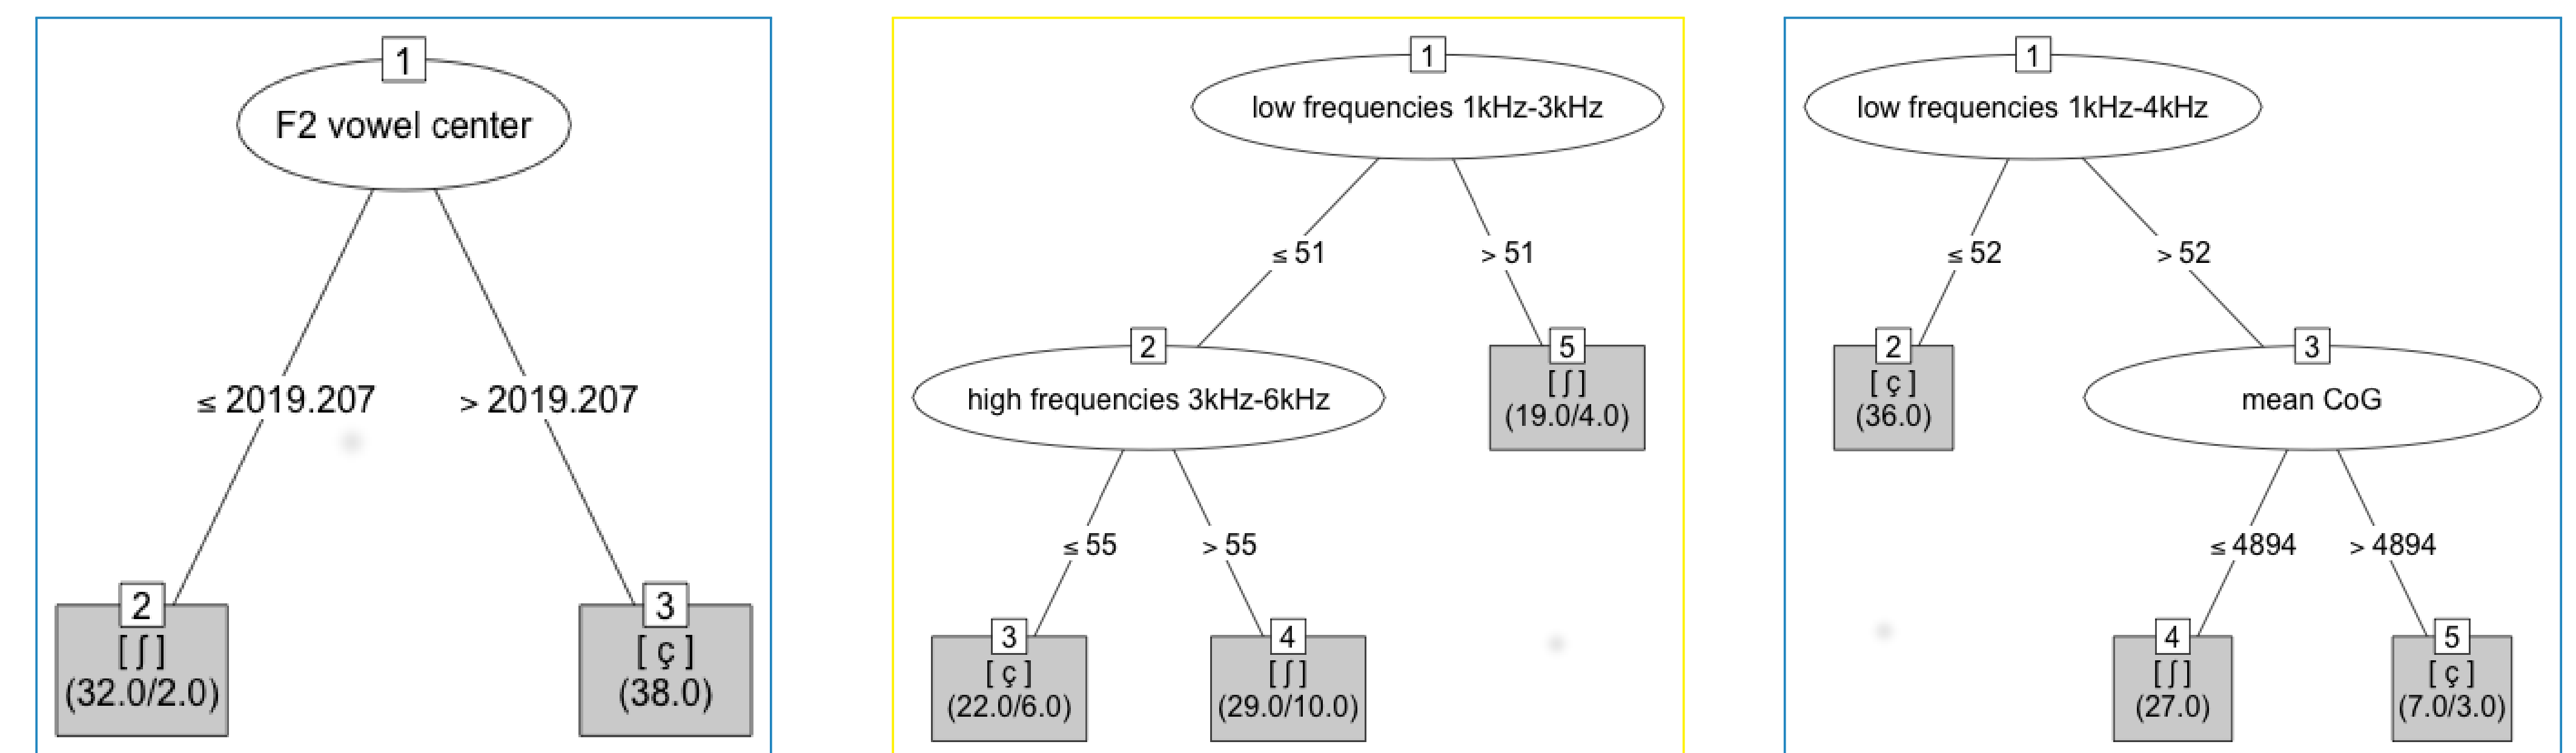 1
F2 vowel center
≤ 2019.207
> 2019.207
2
[ ʃ ]
(32.0/2.0)
3
[ ç ]
(38.0)
1
low frequencies 1kHz-3kHz
≤ 51
> 51
2
high frequencies 3kHz-6kHz
5
[ ʃ ]
(19.0/4.0)
≤ 55
> 55
3
[ ç ]
(22.0/6.0)
4
[ ʃ ]
(29.0/10.0)
1
low frequencies 1kHz-4kHz
≤ 52
> 52
2
[ ç ]
(36.0)
3
mean CoG
≤ 4894
> 4894
4
[ ʃ ]
(27.0)
5
[ ç ]
(7.0/3.0)